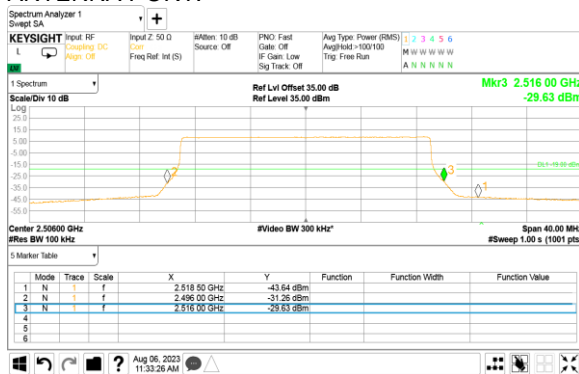 Spectrum Analyzer 1
Swept SA
+
KEYSIGHT Input: RF Input Z: 50 Ω #Atten: 10 dB PNO: Fast Avg Type: Power (RMS) 1 2 3 4 5 6
L Coupling: DC Corr Source: Off Gate: Off Avg|Hold:>100/100 M W W W W W
Align: Off Freq Ref: Int (S) IF Gain: Low Trig: Free Run A N N N N N
Sig Track: Off
1 Spectrum Ref Lvl Offset 35.00 dB Mkr3 2.516 00 GHz
Scale/Div 10 dB Ref Level 35.00 dBm -29.63 dBm
Log
25.0
15.0
5.00
-5.00
-15.0
-25.0
-35.0
-45.0
-55.0
2
3
1
Center 2.50600 GHz #Video BW 300 kHz* Span 40.00 MHz
#Res BW 100 kHz #Sweep 1.00 s (1001 pts)
5 Marker Table
Mode Trace Scale X Y Function Function Width Function Value
1 N 1 f 2.518 50 GHz -43.64 dBm
2 N 1 f 2.496 00 GHz -31.26 dBm
3 N 1 f 2.516 00 GHz -29.63 dBm
4
5
6
? Aug 06, 2023
11:33:26 AM